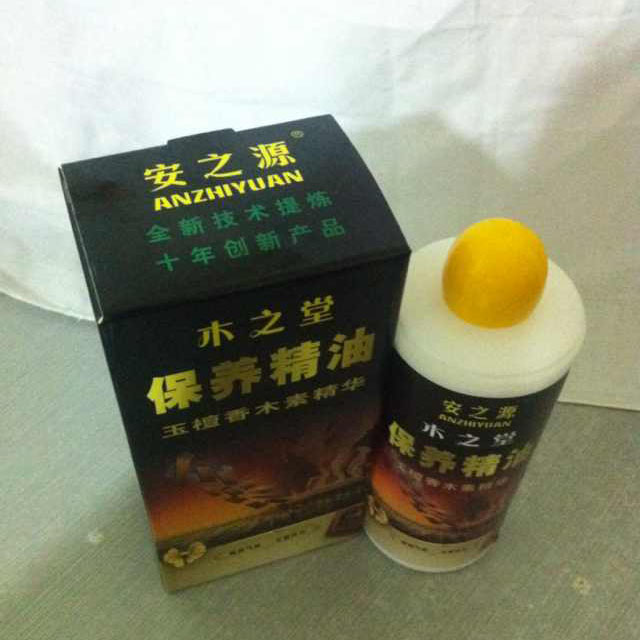 安之源®
ANZHIYUAN
全新技术提炼
十年创新产品
木之堂
保养精油
玉檀香木素精华
安之源
ANZHIYUAN
木之堂
保养精油